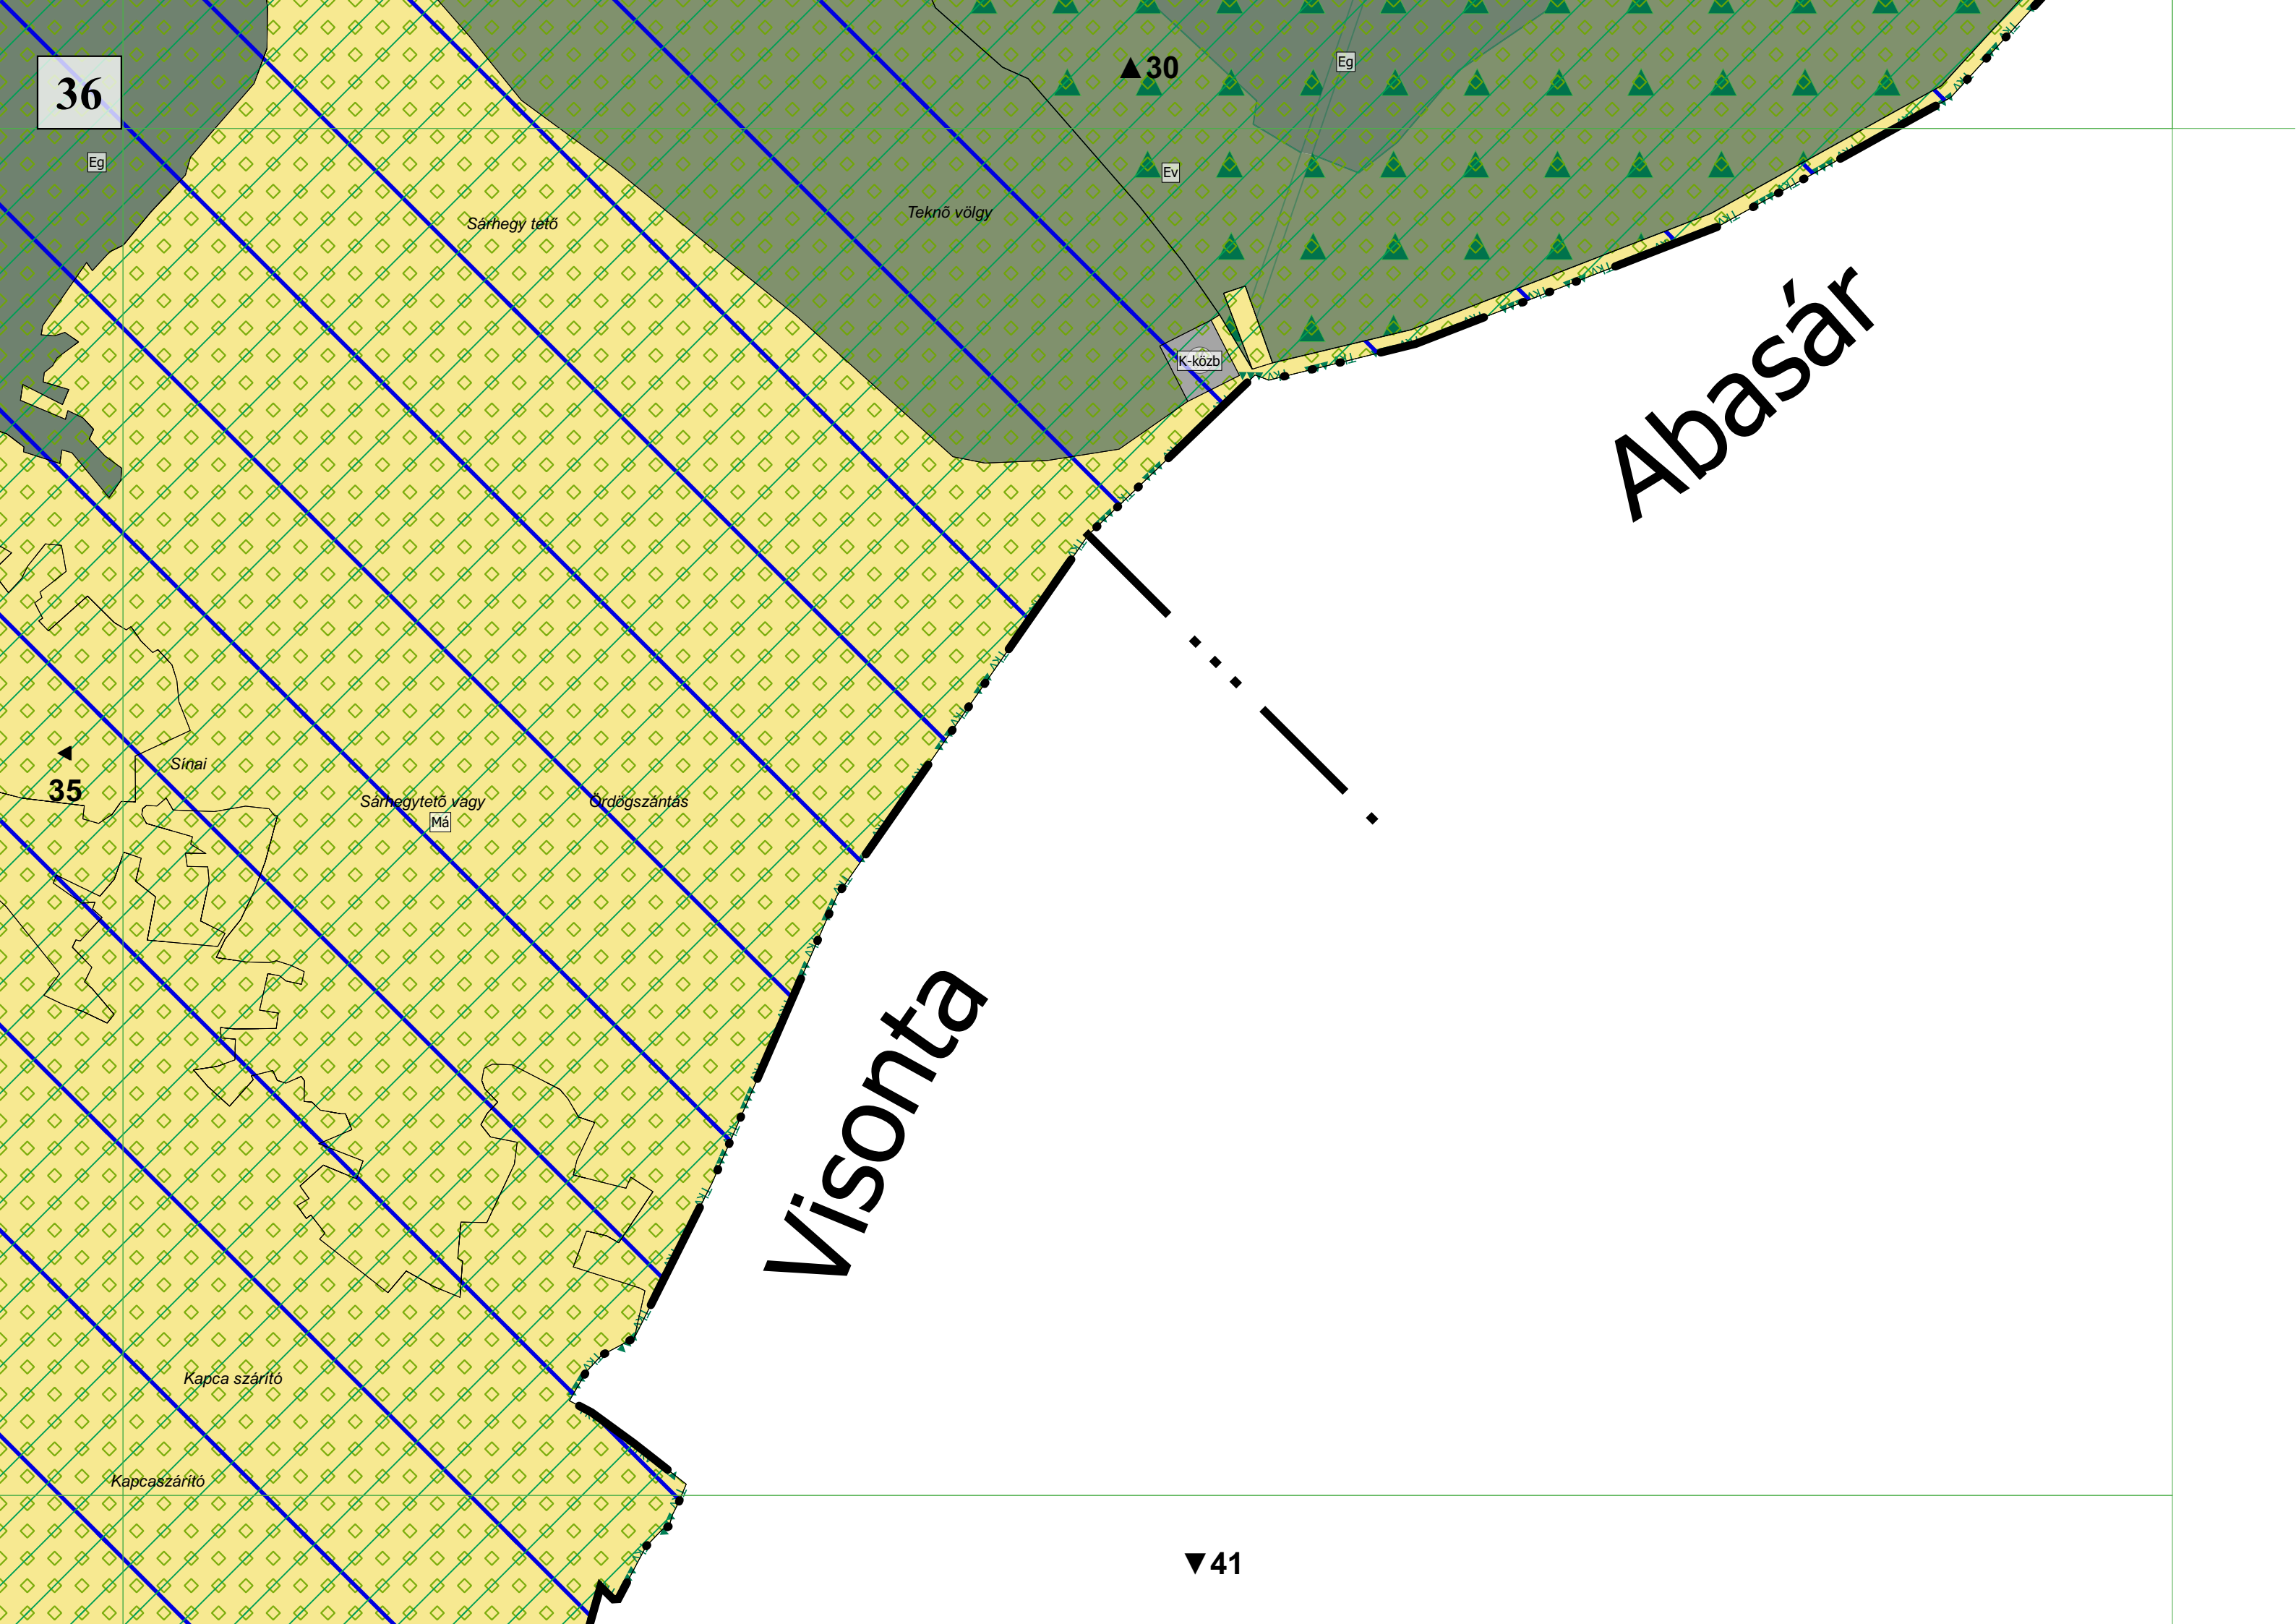 36
▲30
Eg
Eg
Ev
Sárhegy tető
Teknő völgy
K-közb
Abasár
◄
35
Sínai
Sárhegytető vagy
Ördögszántás
Má
Visonta
Kapca szárító
Kapcaszárító
▼41